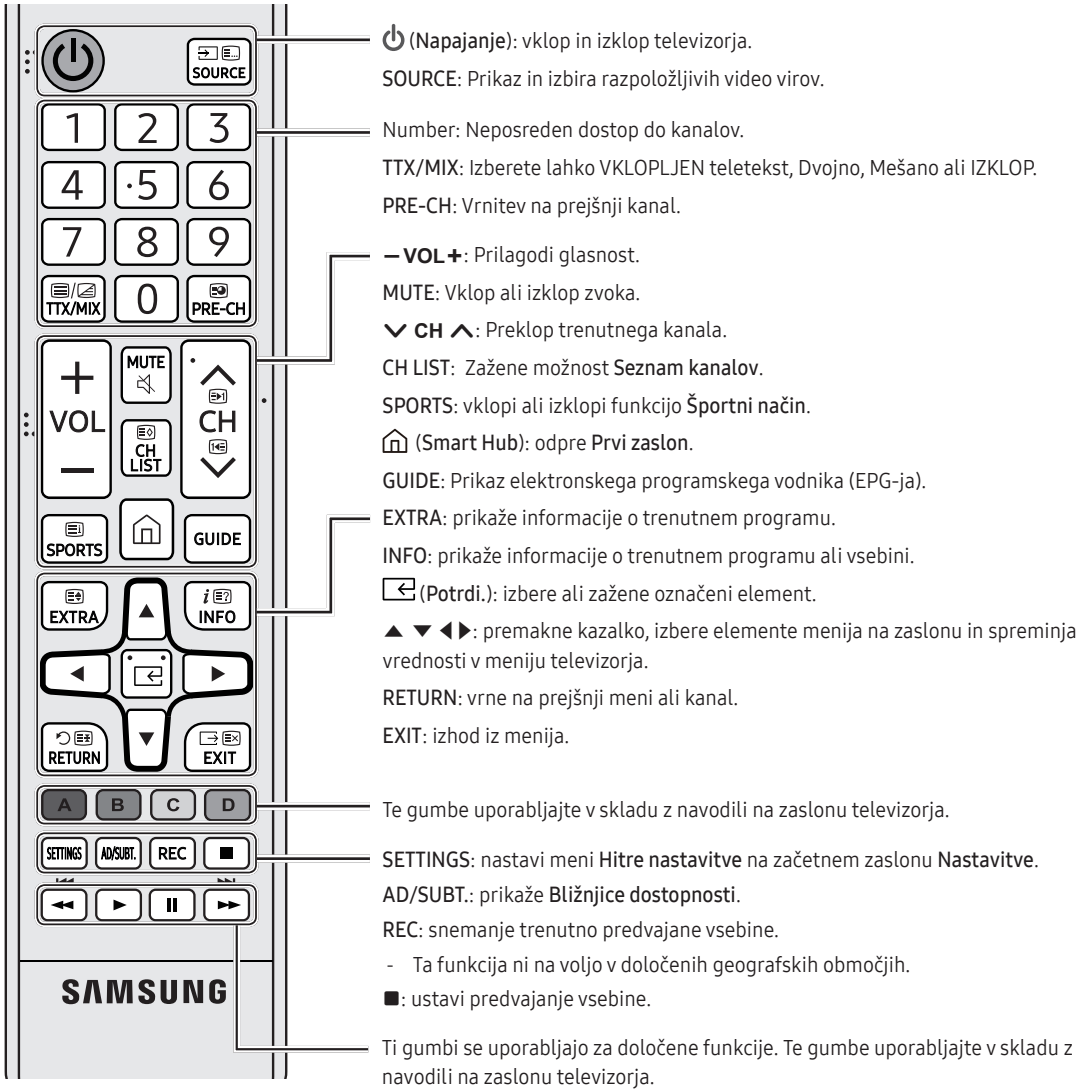 SOURCE
1 2 3
4 ·5 6
7 8 9
TTX/MIX 0 PRE-CH
+ VOL —
MUTE
CH LIST
CH
SPORTS
GUIDE
EXTRA
INFO
RETURN
EXIT
A B C D
SETTINGS AD/SUBT. REC
SAMSUNG
(Napajanje): vklop in izklop televizorja.
SOURCE: Prikaz in izbira razpoložljivih video virov.
Number: Neposreden dostop do kanalov.
TTX/MIX: Izberete lahko VKLOPLJEN teletekst, Dvojno, Mešano ali IZKLOP.
PRE-CH: Vrnitev na prejšnji kanal.
— VOL +: Prilagodi glasnost.
MUTE: Vklop ali izklop zvoka.
CH : Preklop trenutnega kanala.
CH LIST: Zažene možnost Seznam kanalov.
SPORTS: vklopi ali izklopi funkcijo Športni način.
(Smart Hub): odpre Prvi zaslon.
GUIDE: Prikaz elektronskega programskega vodnika (EPG-ja).
EXTRA: prikaže informacije o trenutnem programu.
INFO: prikaže informacije o trenutnem programu ali vsebini.
(Potrdi.): izbere ali zažene označeni element.
▲ ▼ ◀ ▶: premakne kazalko, izbere elemente menija na zaslonu in spreminja
vrednosti v meniju televizorja.
RETURN: vrne na prejšnji meni ali kanal.
EXIT: izhod iz menija.
Te gumbe uporabljajte v skladu z navodili na zaslonu televizorja.
SETTINGS: nastavi meni Hitre nastavitve na začetnem zaslonu Nastavitve.
AD/SUBT.: prikaže Bližnjice dostopnosti.
REC: snemanje trenutno predvajane vsebine.
- Ta funkcija ni na voljo v določenih geografskih območjih.
■: ustavi predvajanje vsebine.
Ti gumbi se uporabljajo za določene funkcije. Te gumbe uporabljajte v skladu z
navodili na zaslonu televizorja.